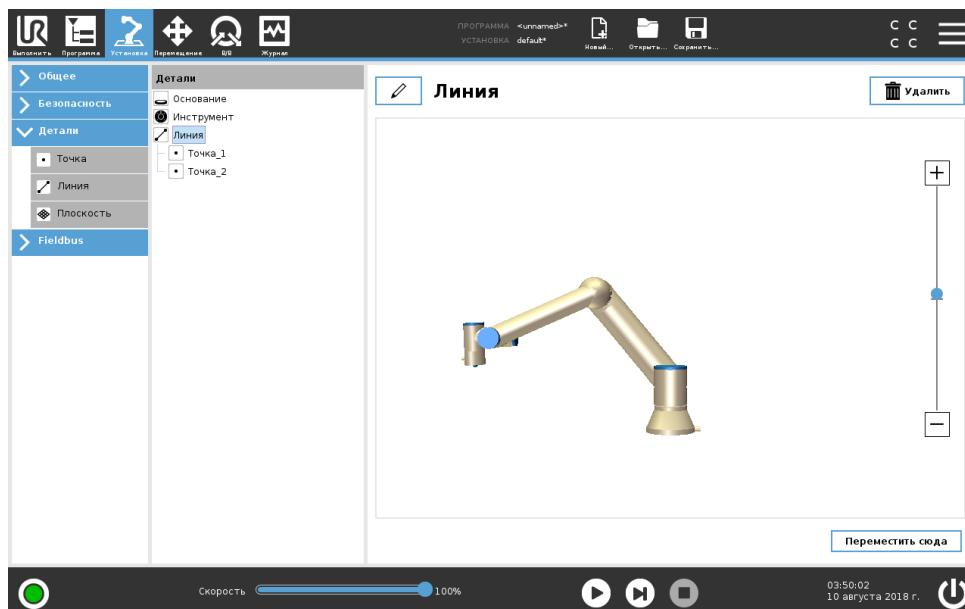 ПРОГРАММА <unnamed>*
УСТАНОВКА default*
Выполнить
Программа
Установка
Перемещение
В/В
Журнал
Новый...
Открыть...
Сохранить...
C C
C C
Общее
Безопасность
Детали
Точка
Линия
Плоскость
Fieldbus
Детали
Основание
Инструмент
Линия
Точка_1
Точка_2
Линия
Удалить
Переместить сюда
Скорость
100%
03:50:02
10 августа 2018 г.